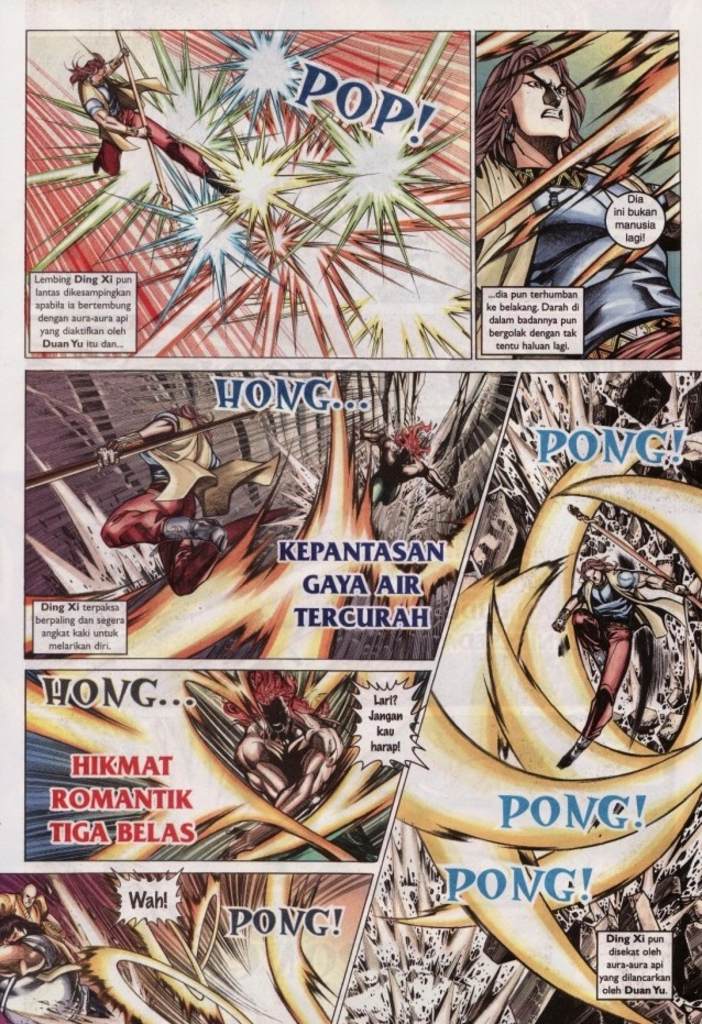 POP!
Lembing Ding Xi pun
lantas dikesampingkan
apabila ia bertembung
dengan aura-aura api
yang diaktifkan oleh
Duan Yu itu dan...
Dia
ini bukan
manusia
lagi!
...dia pun terhumban
ke belakang. Darah di
dalam badannya pun
bergolak dengan tak
tentu haluan lagi.
HONG...
KEPANTASAN
GAYA AIR
TERCURAH
Ding Xi terpaksa
berpaling dan segera
angkat kaki untuk
melarikan diri.
HONG...
HIKMAT
ROMANTIK
TIGA BELAS
Lari?
Jangan
kau
harap!
PONG!
PONG!
PONG!
Ding Xi pun
disekat oleh
aura-aura api
yang dilancarkan
oleh Duan Yu.
Wah!
PONG!